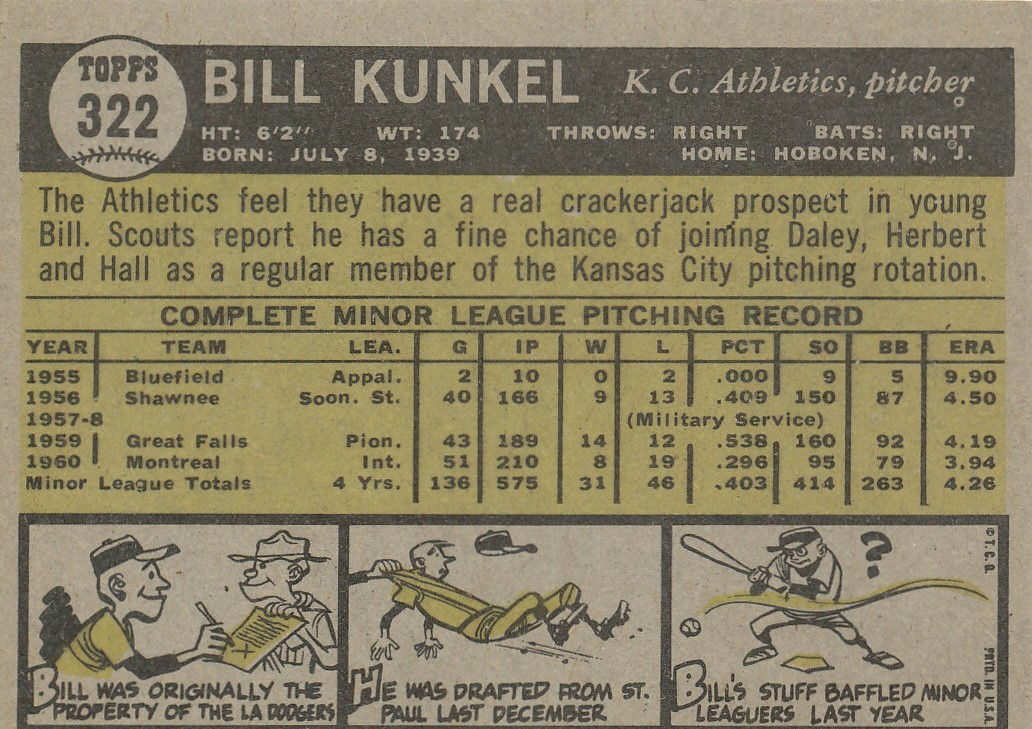 TOPPS
322
BILL KUNKEL K. C. Athletics, pitcher
HT: 6'2" WT: 174 THROWS: RIGHT BATS: RIGHT
BORN: JULY 8, 1939 HOME: HOBOKEN, N. J.
The Athletics feel they have a real crackerjack prospect in young
Bill. Scouts report he has a fine chance of joining Daley, Herbert
and Hall as a regular member of the Kansas City pitching rotation.
COMPLETE MINOR LEAGUE PITCHING RECORD
YEAR TEAM LEA. G IP W L PCT SO BB ERA
1955 Bluefield Appal. 2 10 0 2 .000 9 5 9.90
1956 Shawnee Soon. St. 40 166 9 13 .409 150 87 4.50
1957-8 (Military Service)
1959 Great Falls Pion. 43 189 14 12 .538 160 92 4.19
1960 Montreal Int. 51 210 8 19 .296 95 79 3.94
Minor League Totals 4 Yrs. 136 575 31 46 .403 414 263 4.26
BILL WAS ORIGINALLY THE
PROPERTY OF THE LA DODGERS
HE WAS DRAFTED FROM ST.
PAUL LAST DECEMBER
?
BILL'S STUFF BAFFLED MINOR
LEAGUERS LAST YEAR
© T.C.G.
PRTD. IN U.S.A.